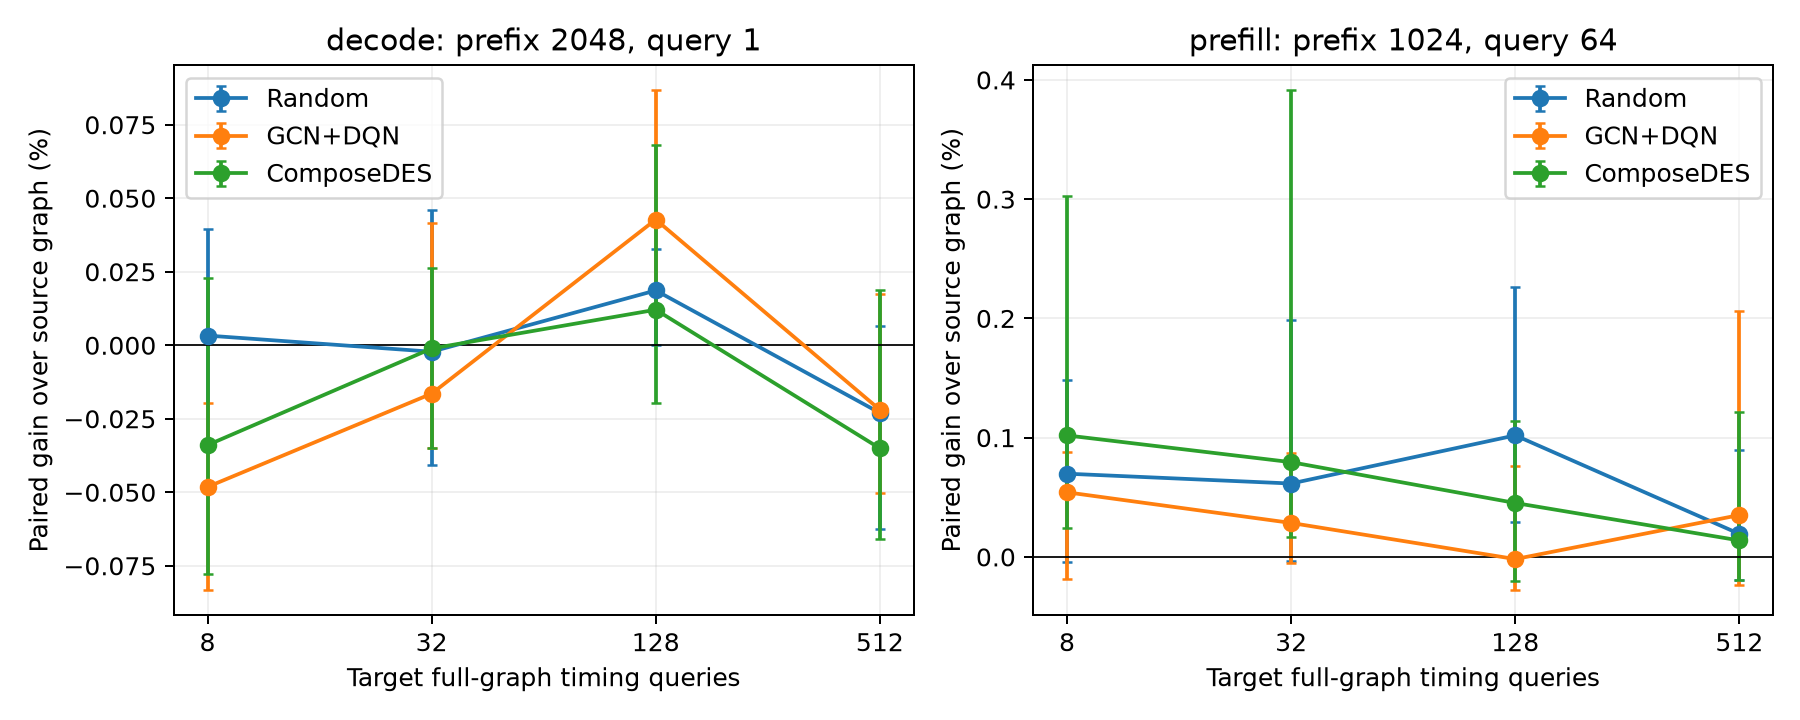 decode: prefix 2048, query 1
Paired gain over source graph (%)
0.075
0.050
0.025
0.000
−0.025
−0.050
−0.075
Random
GCN+DQN
ComposeDES
8
32
128
512
Target full-graph timing queries
prefill: prefix 1024, query 64
Paired gain over source graph (%)
0.4
0.3
0.2
0.1
0.0
Random
GCN+DQN
ComposeDES
8
32
128
512
Target full-graph timing queries